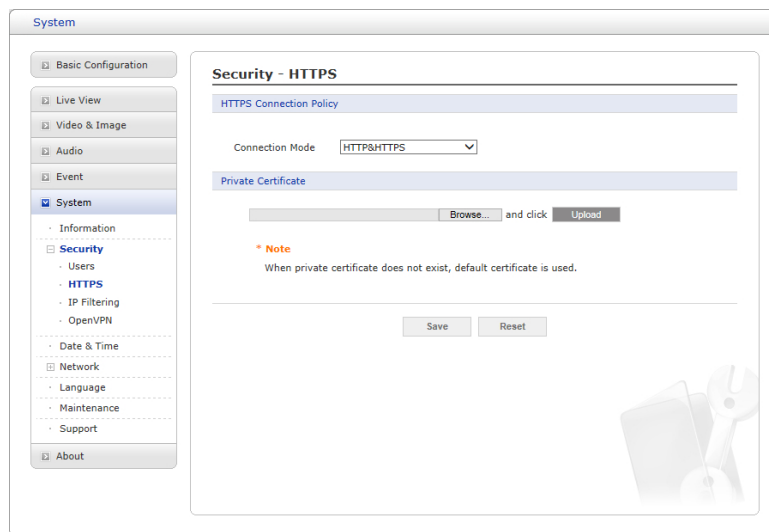 System
Basic Configuration
Live View
Video & Image
Audio
Event
System
Information
Security
Users
HTTPS
IP Filtering
OpenVPN
Date & Time
Network
Language
Maintenance
Support
About
Security - HTTPS
HTTPS Connection Policy
Connection Mode HTTP&HTTPS
Private Certificate
Browse... and click Upload
* Note
When private certificate does not exist, default certificate is used.
Save Reset